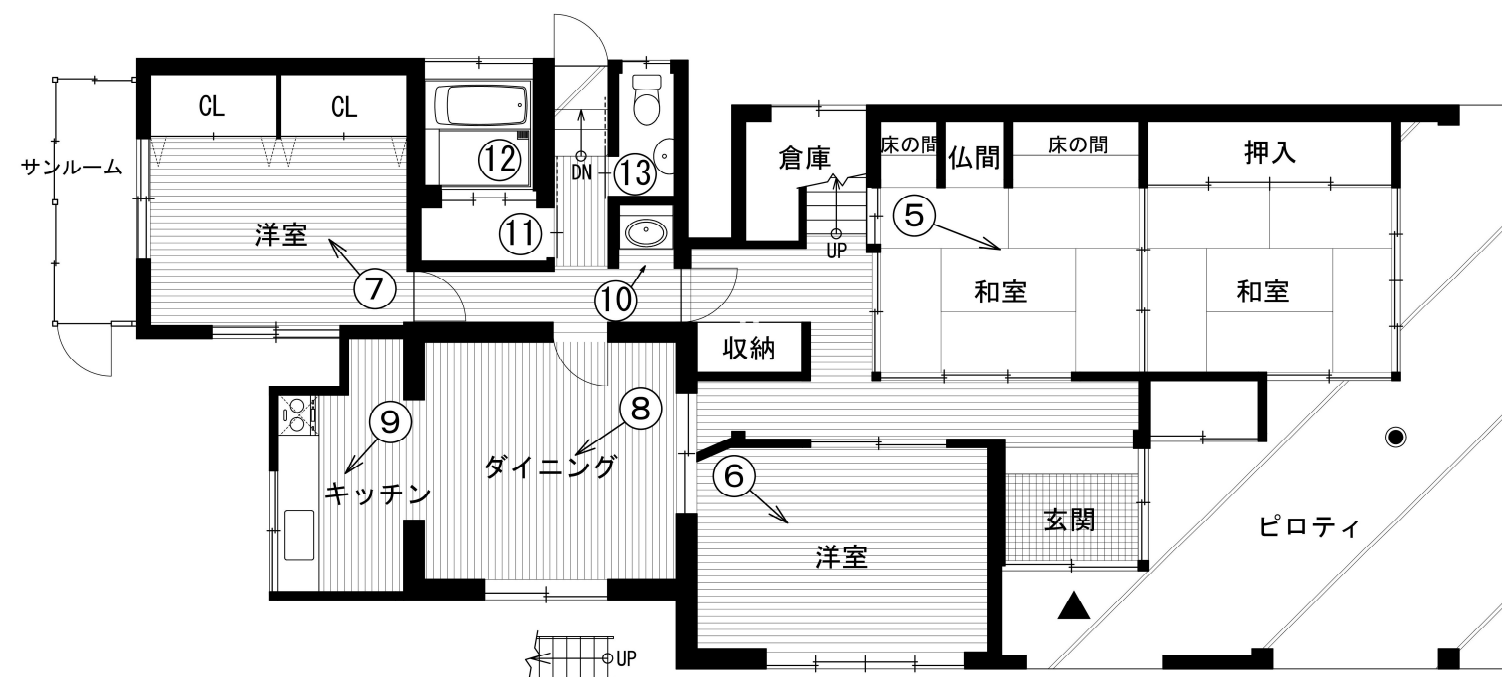 CL
CL
サンルーム
洋室
⑦
⑫
⑪
DN
⑬
⑩
倉庫
UP
床の間
仏間
床の間
押入
⑤
和室
和室
収納
⑧
ダイニング
⑨
キッチン
⑥
洋室
玄関
ピロティ
UP